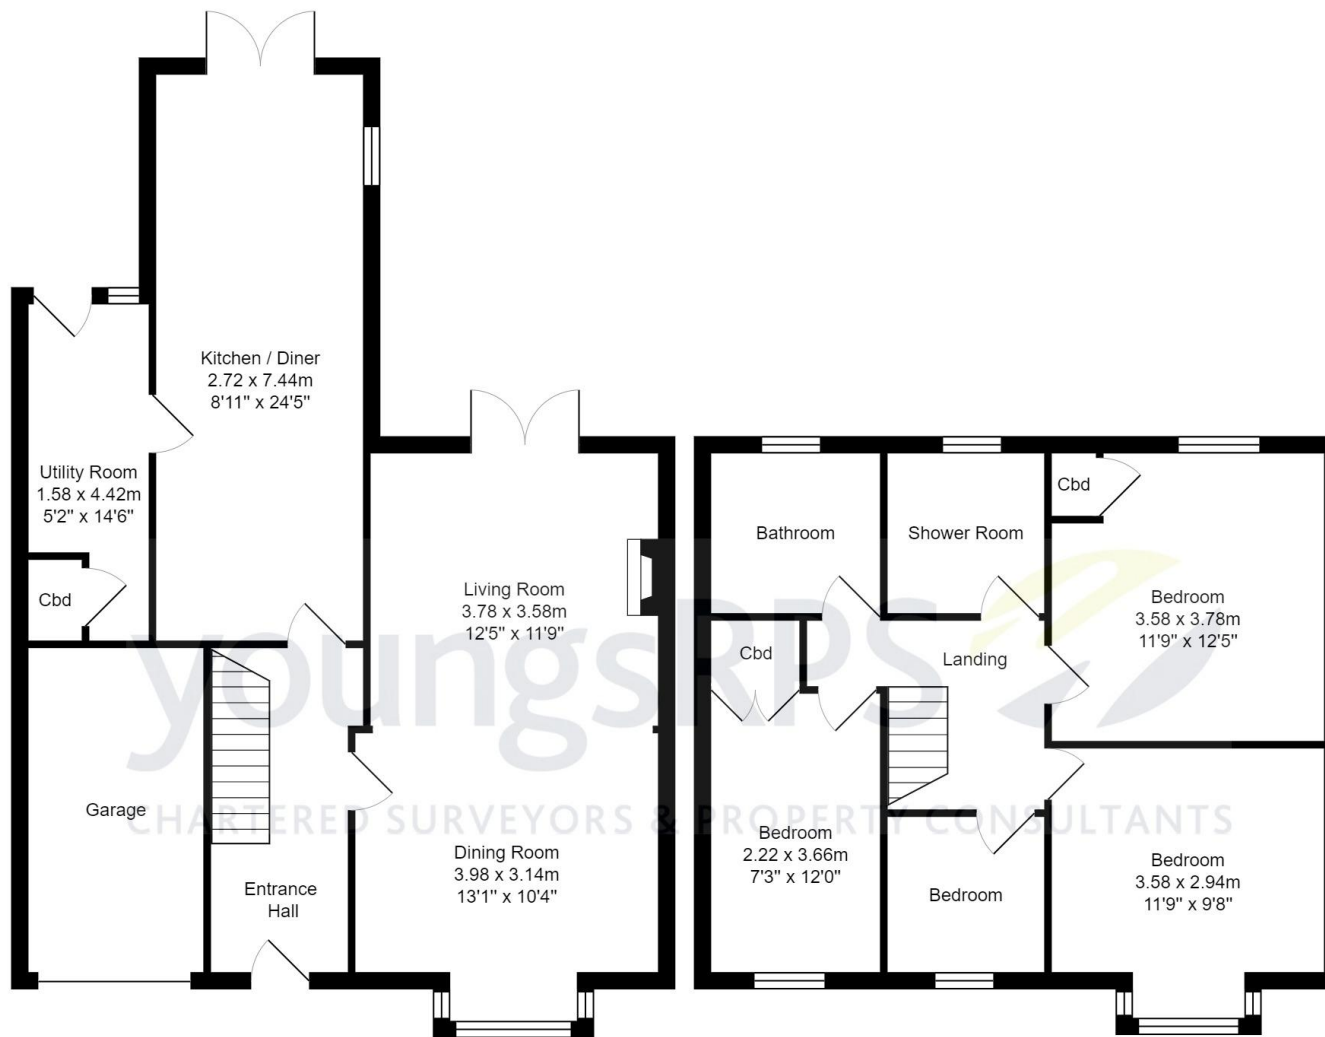 Kitchen / Diner
2.72 x 7.44m
8'11" x 24'5"
Utility Room
1.58 x 4.42m
5'2" x 14'6"
Cbd
Living Room
3.78 x 3.58m
12'5" x 11'9"
Garage
Entrance
Hall
Dining Room
3.98 x 3.14m
13'1" x 10'4"
Bathroom
Shower Room
Cbd
Bedroom
3.58 x 3.78m
11'9" x 12'5"
Cbd
Landing
Bedroom
2.22 x 3.66m
7'3" x 12'0"
Bedroom
Bedroom
3.58 x 2.94m
11'9" x 9'8"
youngsRPS
CHARTERED SURVEYORS & PROPERTY CONSULTANTS